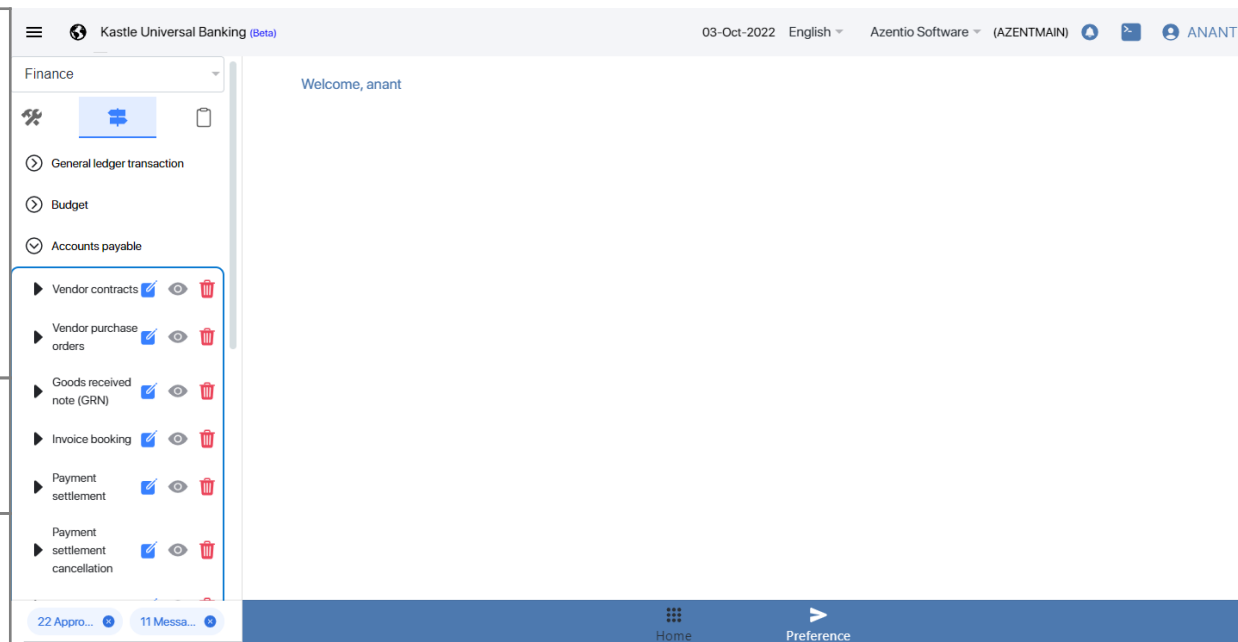 Kastle Universal Banking (Beta)
03-Oct-2022 English Azentio Software (AZENTMAIN) ANANT
Finance
Welcome, anant
General ledger transaction
Budget
Accounts payable
Vendor contracts
Vendor purchase
orders
Goods received
note (GRN)
Invoice booking
Payment
settlement
Payment
settlement
cancellation
22 Appro... 11 Messa...
Home Preference